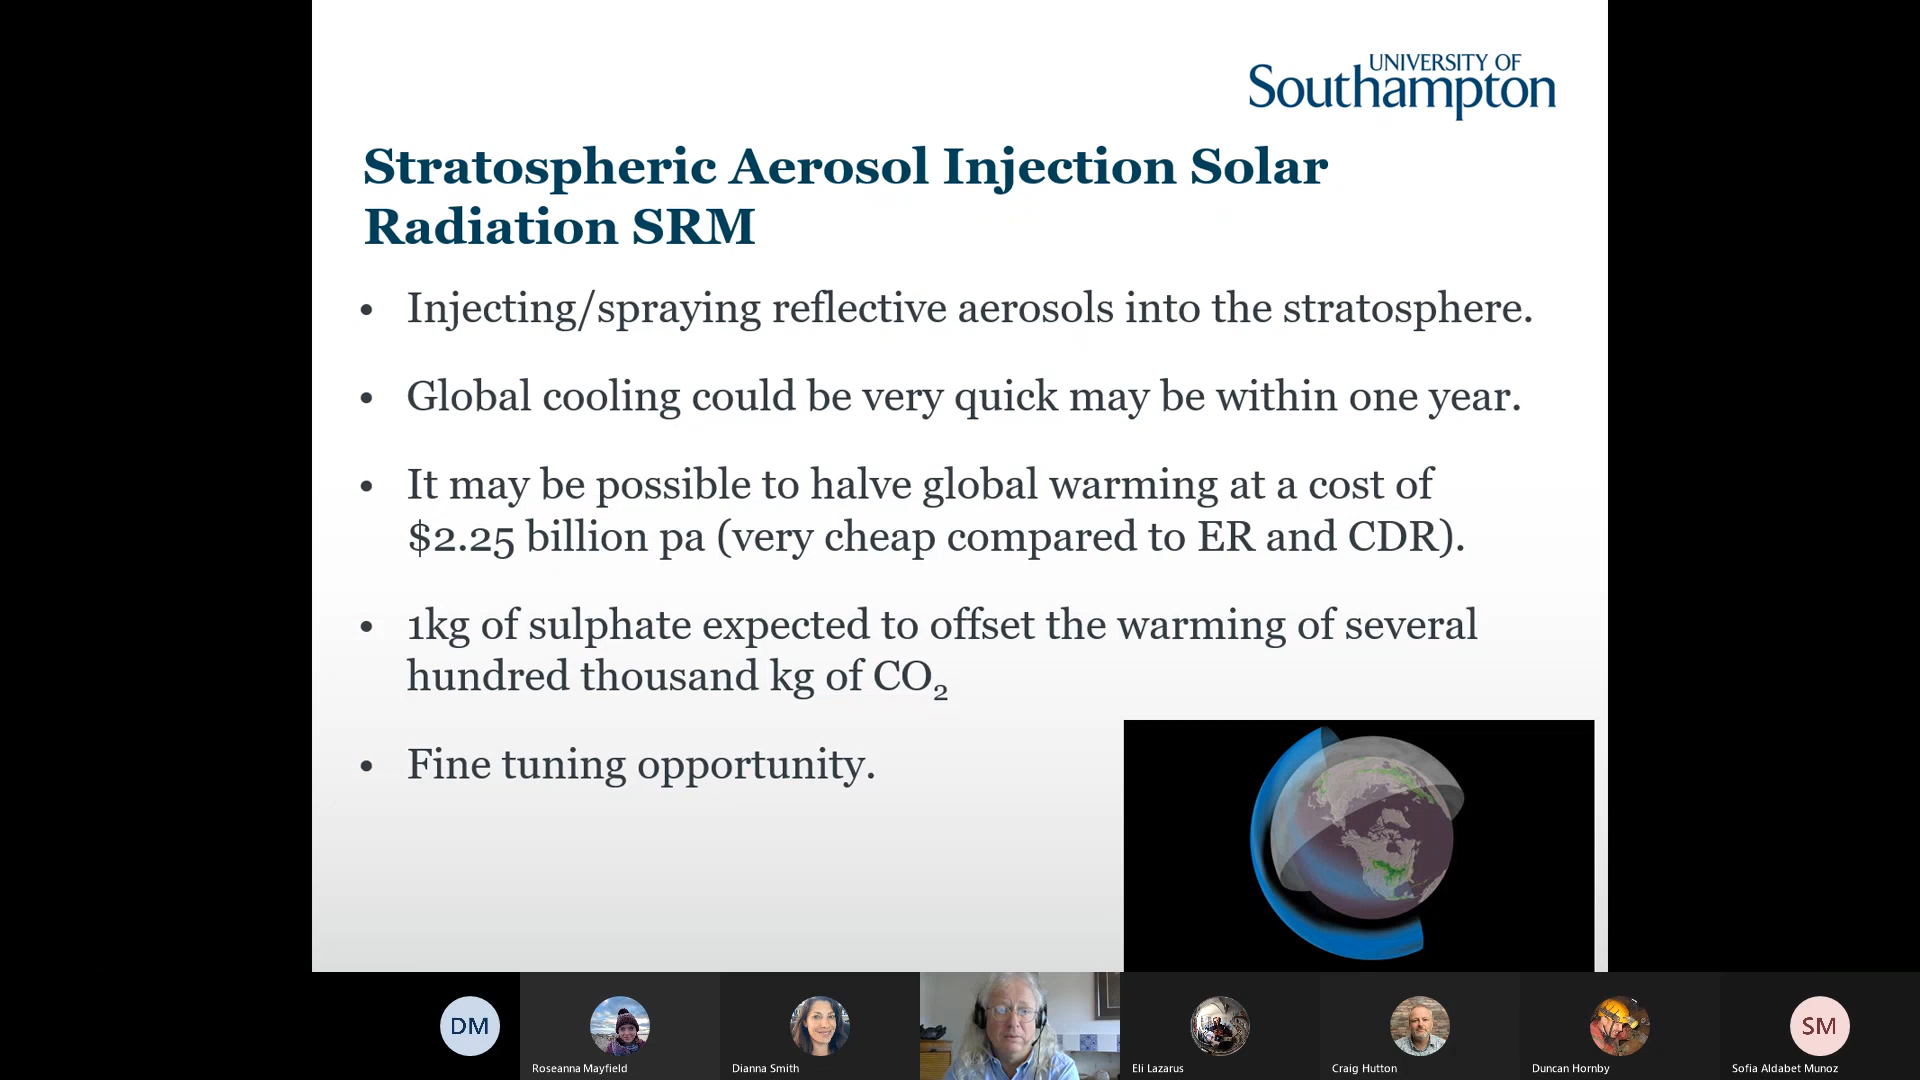 UNIVERSITY OF
Southampton
Stratospheric Aerosol Injection Solar
Radiation SRM
• Injecting/spraying reflective aerosols into the stratosphere.
• Global cooling could be very quick may be within one year.
• It may be possible to halve global warming at a cost of
$2.25 billion pa (very cheap compared to ER and CDR).
• 1kg of sulphate expected to offset the warming of several
hundred thousand kg of CO₂
• Fine tuning opportunity.
DM
SM
Roseanna Mayfield
Dianna Smith
Eli Lazarus
Craig Hutton
Duncan Hornby
Sofia Aldabet Munoz